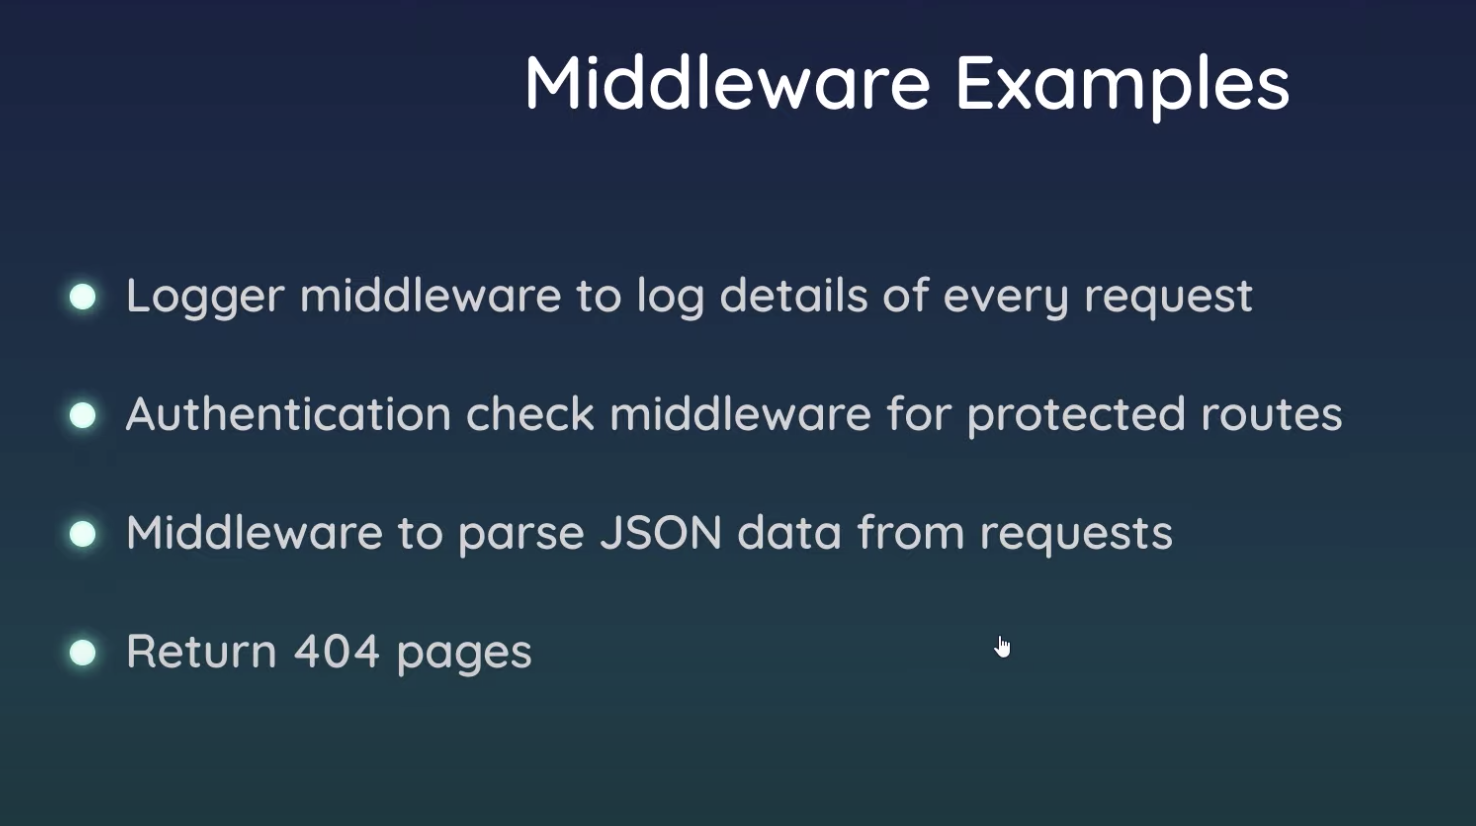 Middleware Examples
Logger middleware to log details of every request
Authentication check middleware for protected routes
Middleware to parse JSON data from requests
Return 404 pages